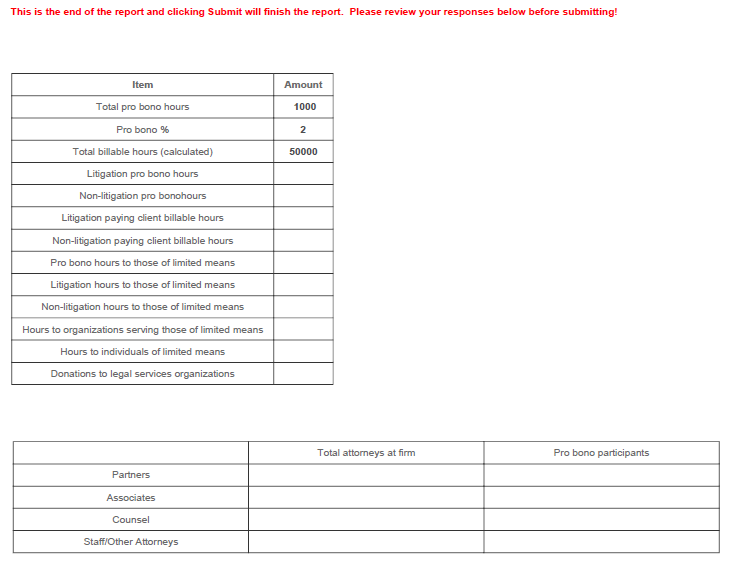 This is the end of the report and clicking Submit will finish the report.  Please review your responses below before submitting!
Item Amount
Total pro bono hours 1000
Pro bono % 2
Total billable hours (calculated) 50000
Litigation pro bono hours
Non-litigation pro bonohours
Litigation paying client billable hours
Non-litigation paying client billable hours
Pro bono hours to those of limited means
Litigation hours to those of limited means
Non-litigation hours to those of limited means
Hours to organizations serving those of limited means
Hours to individuals of limited means
Donations to legal services organizations
Total attorneys at firm Pro bono participants
Partners
Associates
Counsel
Staff/Other Attorneys